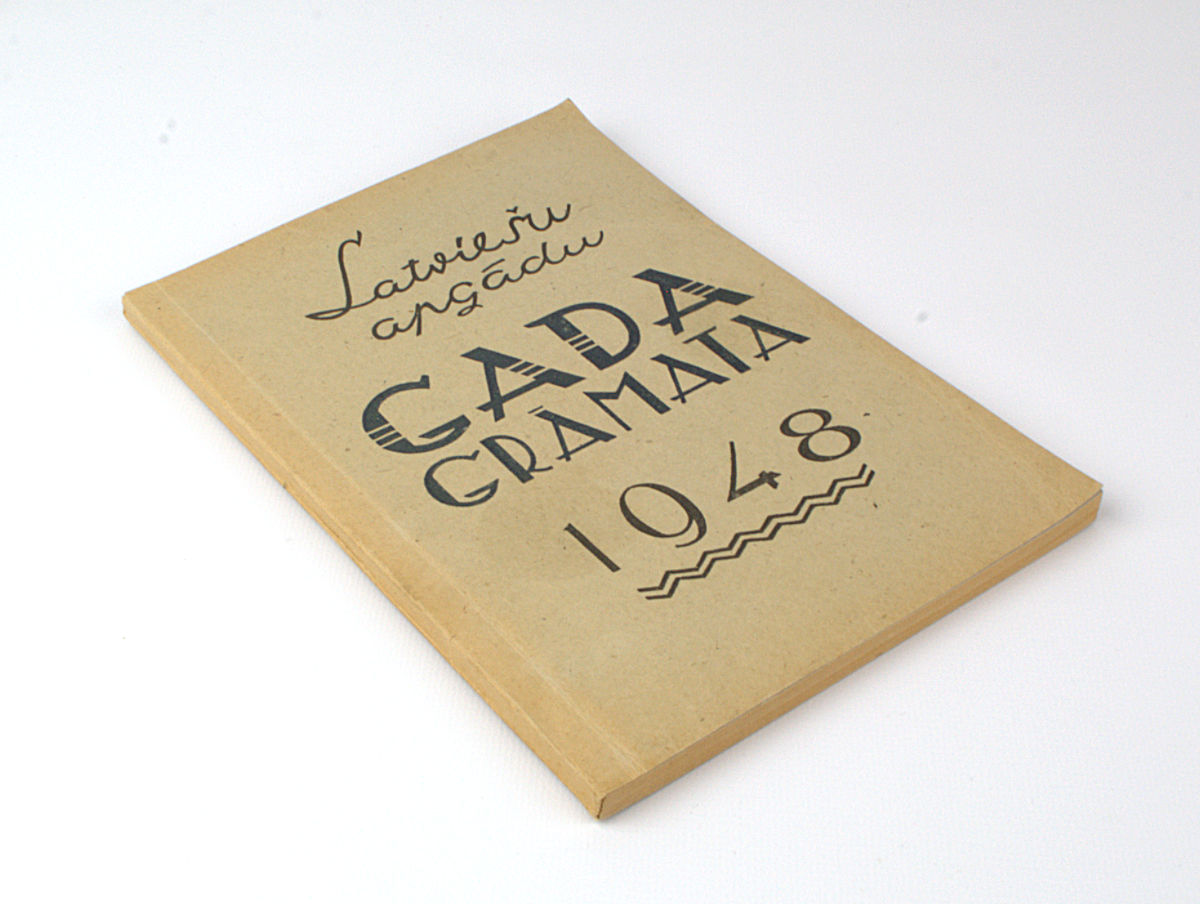 Latviešu
apgādu
GADA
GRĀMATA
1948